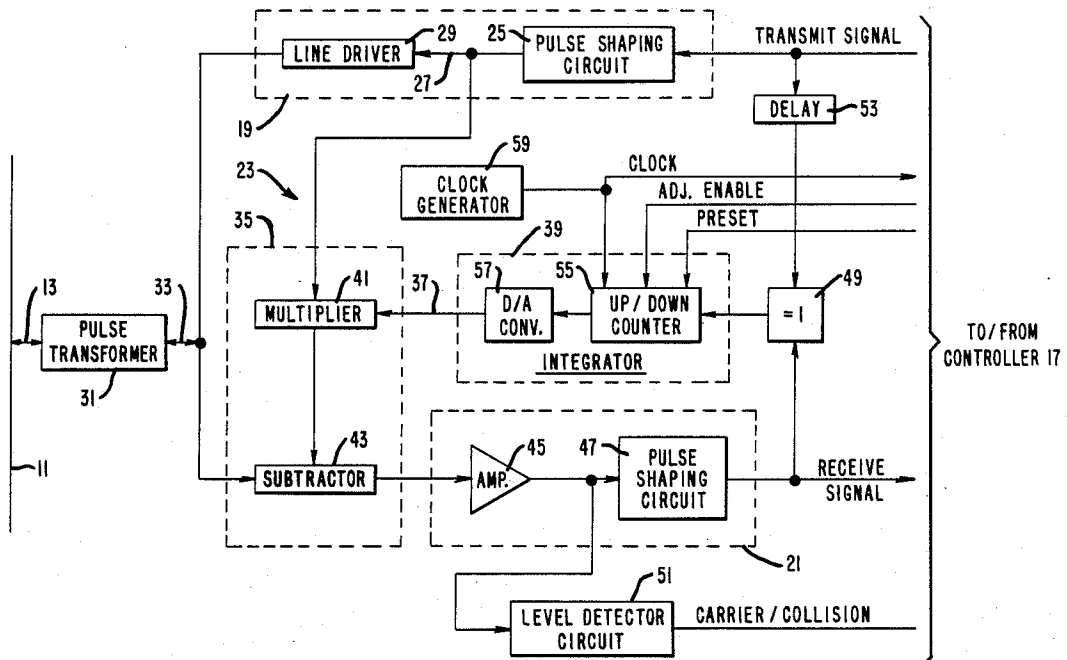 29
25
LINE DRIVER
27
PULSE SHAPING
CIRCUIT
TRANSMIT SIGNAL
19
DELAY
53
23
59
CLOCK
GENERATOR
CLOCK
ADJ. ENABLE
PRESET
35
39
13
33
41
MULTIPLIER
37
57
D/A
CONV.
55
UP/DOWN
COUNTER
=1
49
INTEGRATOR
PULSE
TRANSFORMER
31
TO/FROM
CONTROLLER 17
11
43
SUBTRACTOR
45
AMP.
47
PULSE
SHAPING
CIRCUIT
RECEIVE
SIGNAL
21
51
LEVEL DETECTOR
CIRCUIT
CARRIER/COLLISION